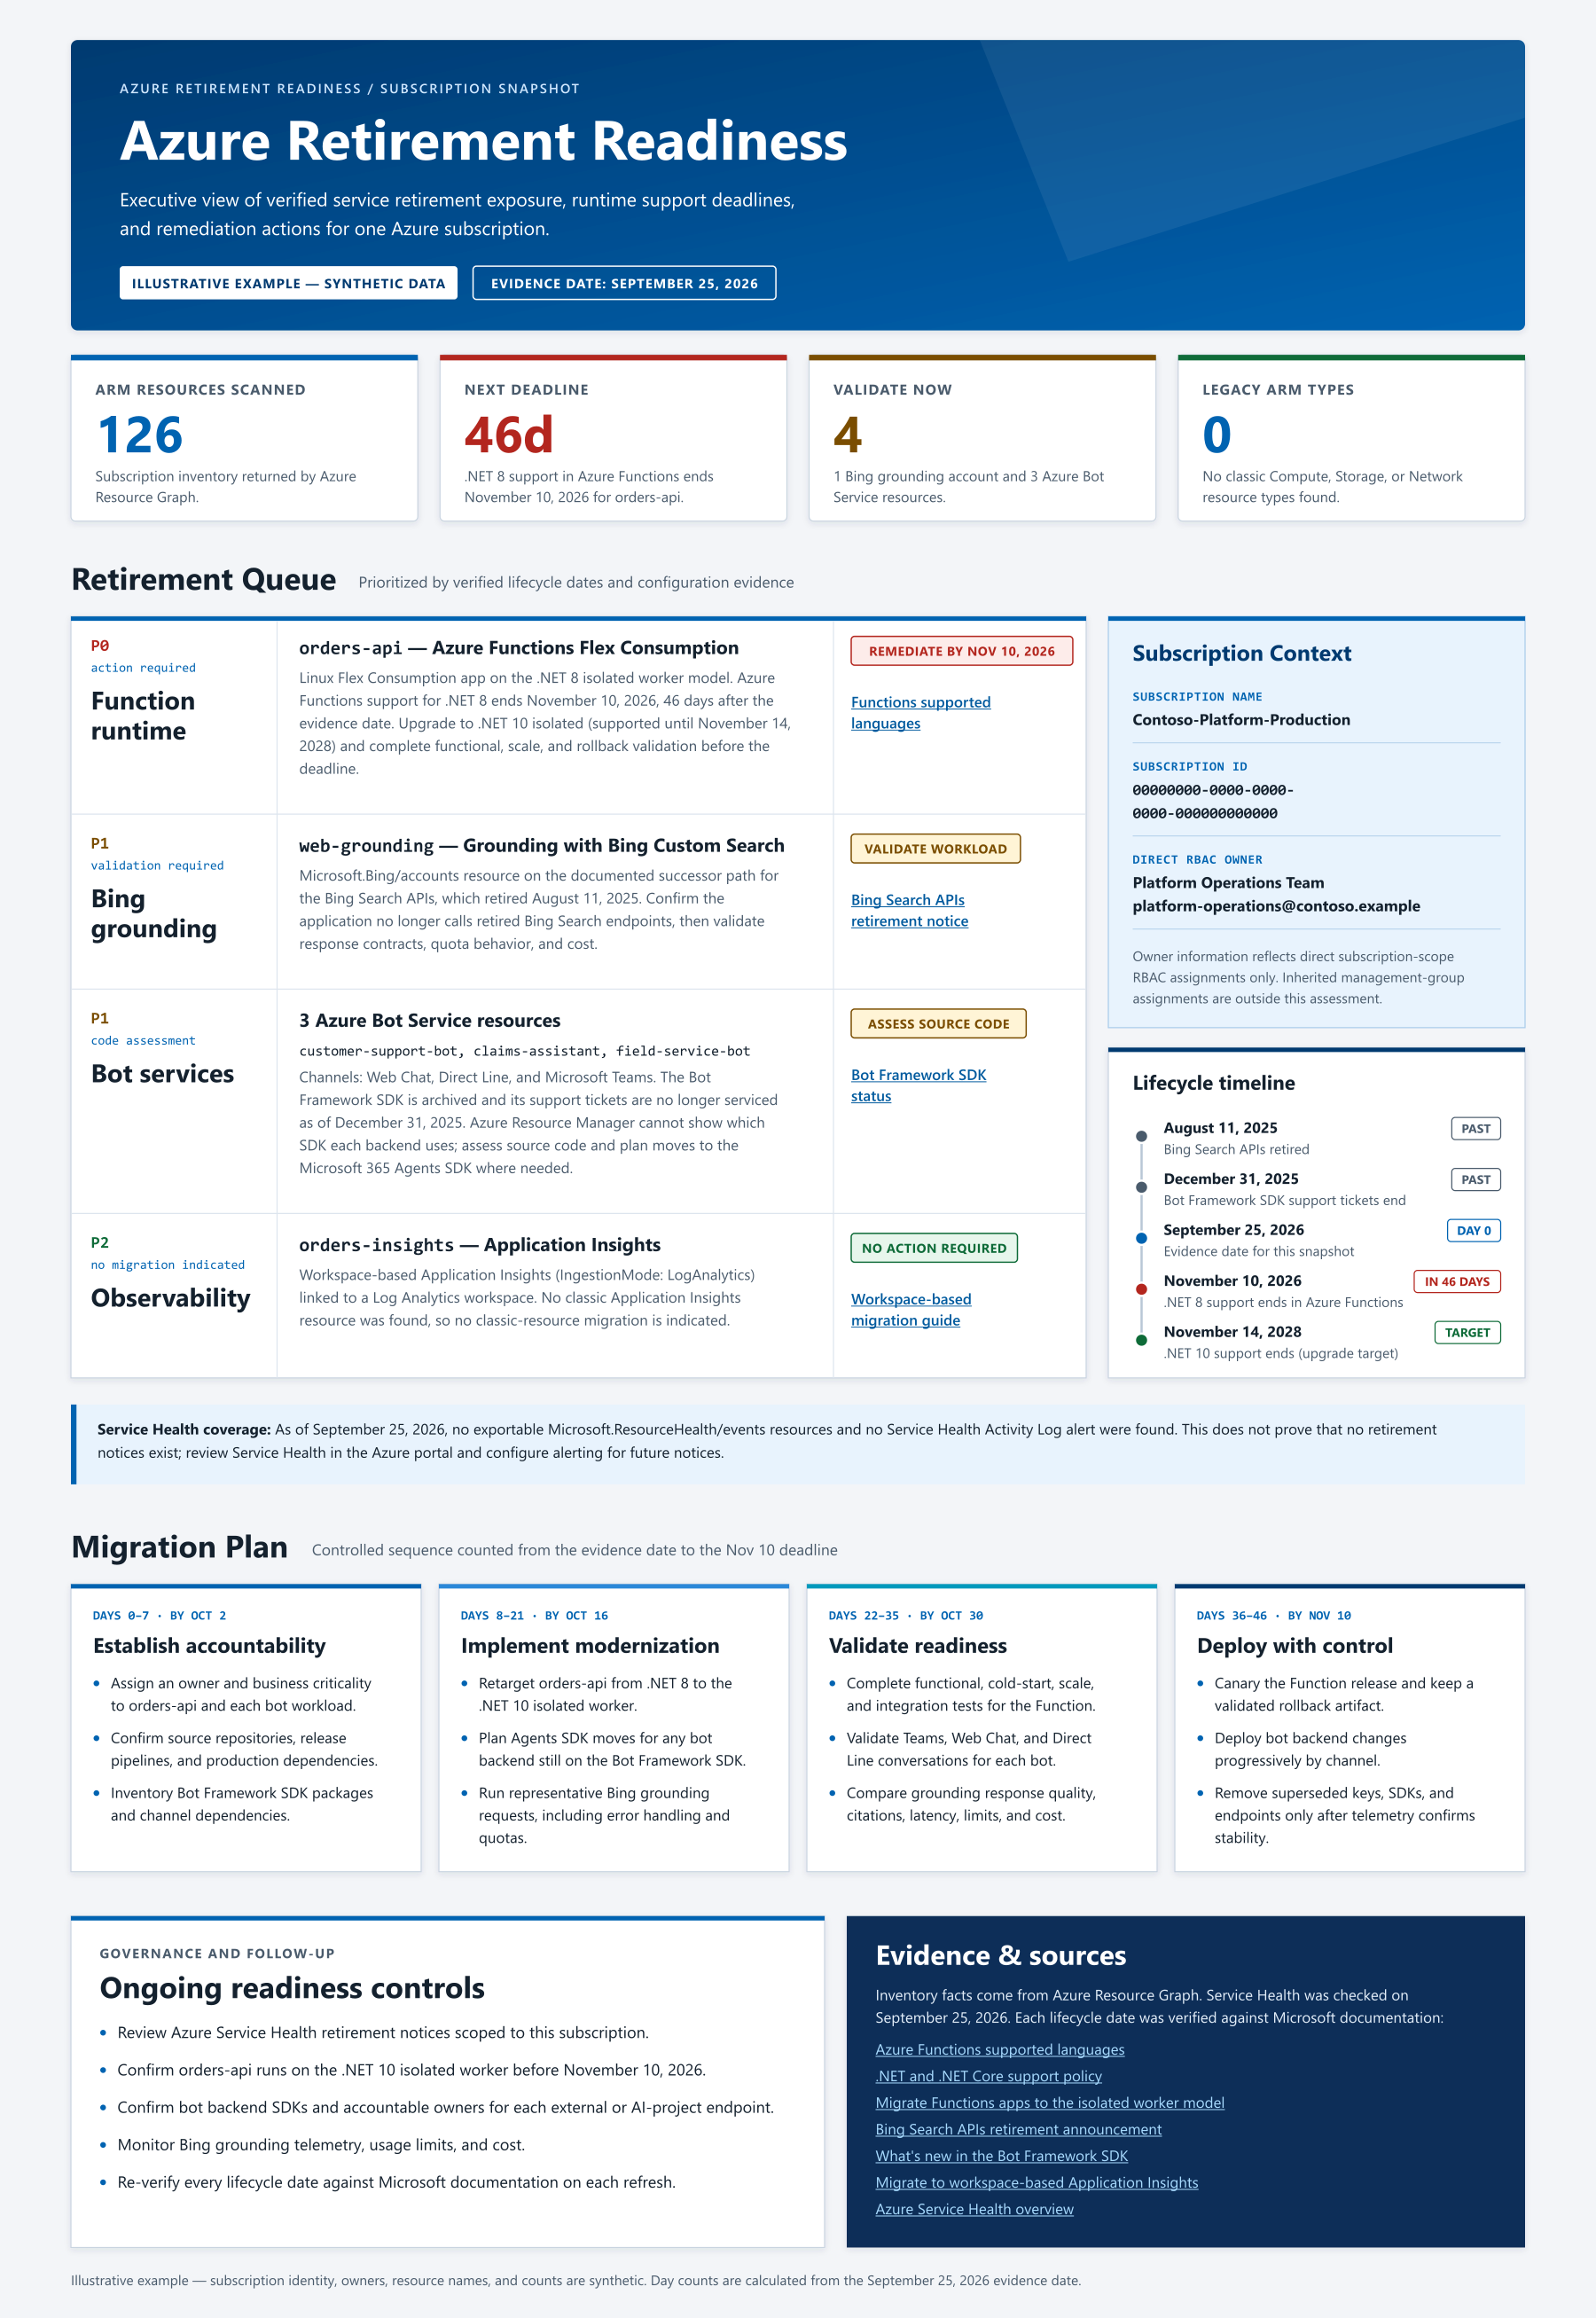 AZURE RETIREMENT READINESS / SUBSCRIPTION SNAPSHOT
Azure Retirement Readiness
Executive view of verified service retirement exposure, runtime support deadlines,
and remediation actions for one Azure subscription.
ILLUSTRATIVE EXAMPLE — SYNTHETIC DATA
EVIDENCE DATE: SEPTEMBER 25, 2026
ARM RESOURCES SCANNED
126
Subscription inventory returned by Azure
Resource Graph.
NEXT DEADLINE
46d
.NET 8 support in Azure Functions ends
November 10, 2026 for orders-api.
VALIDATE NOW
4
1 Bing grounding account and 3 Azure Bot
Service resources.
LEGACY ARM TYPES
0
No classic Compute, Storage, or Network
resource types found.
Retirement Queue
Prioritized by verified lifecycle dates and configuration evidence
P0
action required
Function
runtime
orders-api — Azure Functions Flex Consumption
Linux Flex Consumption app on the .NET 8 isolated worker model. Azure
Functions support for .NET 8 ends November 10, 2026, 46 days after the
evidence date. Upgrade to .NET 10 isolated (supported until November 14,
2028) and complete functional, scale, and rollback validation before the
deadline.
REMEDIATE BY NOV 10, 2026
Functions supported
languages
P1
validation required
Bing
grounding
web-grounding — Grounding with Bing Custom Search
Microsoft.Bing/accounts resource on the documented successor path for
the Bing Search APIs, which retired August 11, 2025. Confirm the
application no longer calls retired Bing Search endpoints, then validate
response contracts, quota behavior, and cost.
VALIDATE WORKLOAD
Bing Search APIs
retirement notice
P1
code assessment
Bot services
3 Azure Bot Service resources
customer-support-bot, claims-assistant, field-service-bot
Channels: Web Chat, Direct Line, and Microsoft Teams. The Bot
Framework SDK is archived and its support tickets are no longer serviced
as of December 31, 2025. Azure Resource Manager cannot show which
SDK each backend uses; assess source code and plan moves to the
Microsoft 365 Agents SDK where needed.
ASSESS SOURCE CODE
Bot Framework SDK
status
P2
no migration indicated
Observability
orders-insights — Application Insights
Workspace-based Application Insights (IngestionMode: LogAnalytics)
linked to a Log Analytics workspace. No classic Application Insights
resource was found, so no classic-resource migration is indicated.
NO ACTION REQUIRED
Workspace-based
migration guide
Subscription Context
SUBSCRIPTION NAME
Contoso-Platform-Production
SUBSCRIPTION ID
00000000-0000-0000-
0000-000000000000
DIRECT RBAC OWNER
Platform Operations Team
platform-operations@contoso.example
Owner information reflects direct subscription-scope
RBAC assignments only. Inherited management-group
assignments are outside this assessment.
Lifecycle timeline
August 11, 2025
PAST
Bing Search APIs retired
December 31, 2025
PAST
Bot Framework SDK support tickets end
September 25, 2026
DAY 0
Evidence date for this snapshot
November 10, 2026
IN 46 DAYS
.NET 8 support ends in Azure Functions
November 14, 2028
TARGET
.NET 10 support ends (upgrade target)
Service Health coverage: As of September 25, 2026, no exportable Microsoft.ResourceHealth/events resources and no Service Health Activity Log alert were found. This does not prove that no retirement
notices exist; review Service Health in the Azure portal and configure alerting for future notices.
Migration Plan
Controlled sequence counted from the evidence date to the Nov 10 deadline
DAYS 0–7 · BY OCT 2
Establish accountability
• Assign an owner and business criticality
to orders-api and each bot workload.
• Confirm source repositories, release
pipelines, and production dependencies.
• Inventory Bot Framework SDK packages
and channel dependencies.
DAYS 8–21 · BY OCT 16
Implement modernization
• Retarget orders-api from .NET 8 to the
.NET 10 isolated worker.
• Plan Agents SDK moves for any bot
backend still on the Bot Framework SDK.
• Run representative Bing grounding
requests, including error handling and
quotas.
DAYS 22–35 · BY OCT 30
Validate readiness
• Complete functional, cold-start, scale,
and integration tests for the Function.
• Validate Teams, Web Chat, and Direct
Line conversations for each bot.
• Compare grounding response quality,
citations, latency, limits, and cost.
DAYS 36–46 · BY NOV 10
Deploy with control
• Canary the Function release and keep a
validated rollback artifact.
• Deploy bot backend changes
progressively by channel.
• Remove superseded keys, SDKs, and
endpoints only after telemetry confirms
stability.
GOVERNANCE AND FOLLOW-UP
Ongoing readiness controls
• Review Azure Service Health retirement notices scoped to this subscription.
• Confirm orders-api runs on the .NET 10 isolated worker before November 10, 2026.
• Confirm bot backend SDKs and accountable owners for each external or AI-project endpoint.
• Monitor Bing grounding telemetry, usage limits, and cost.
• Re-verify every lifecycle date against Microsoft documentation on each refresh.
Evidence & sources
Inventory facts come from Azure Resource Graph. Service Health was checked on
September 25, 2026. Each lifecycle date was verified against Microsoft documentation:
Azure Functions supported languages
.NET and .NET Core support policy
Migrate Functions apps to the isolated worker model
Bing Search APIs retirement announcement
What's new in the Bot Framework SDK
Migrate to workspace-based Application Insights
Azure Service Health overview
Illustrative example — subscription identity, owners, resource names, and counts are synthetic. Day counts are calculated from the September 25, 2026 evidence date.